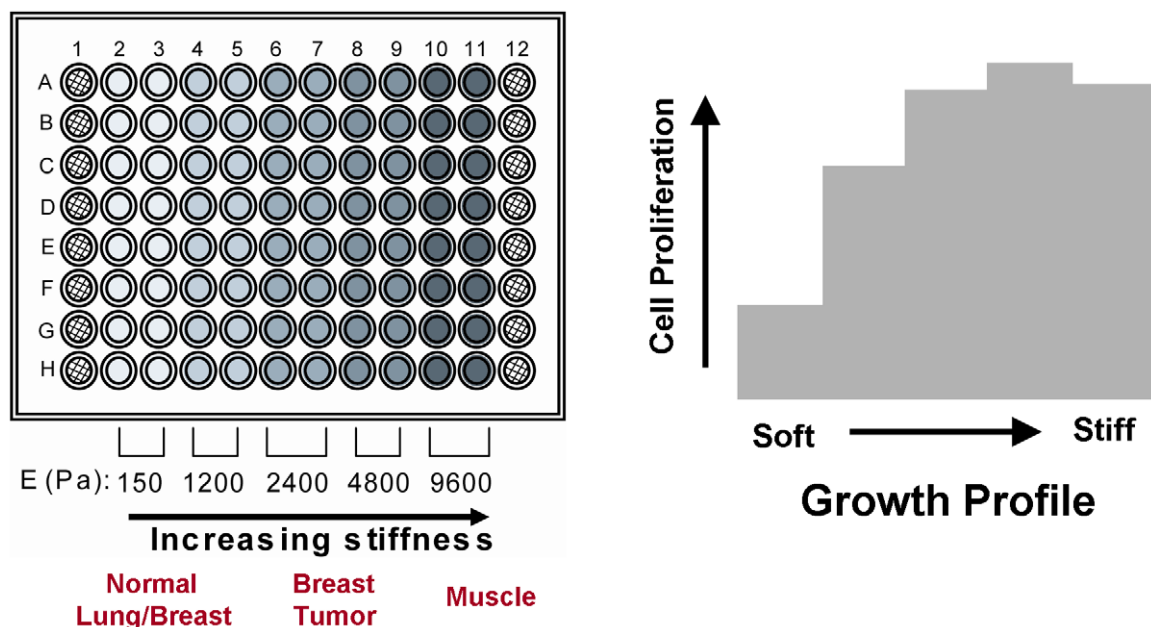 1 2 3 4 5 6 7 8 9 10 11 12
A
B
C
D
E
F
G
H
E (Pa): 150 1200 2400 4800 9600
Increasing stiffness
Normal
Lung/Breast
Breast
Tumor
Muscle
Cell Proliferation
Soft Stiff
Growth Profile